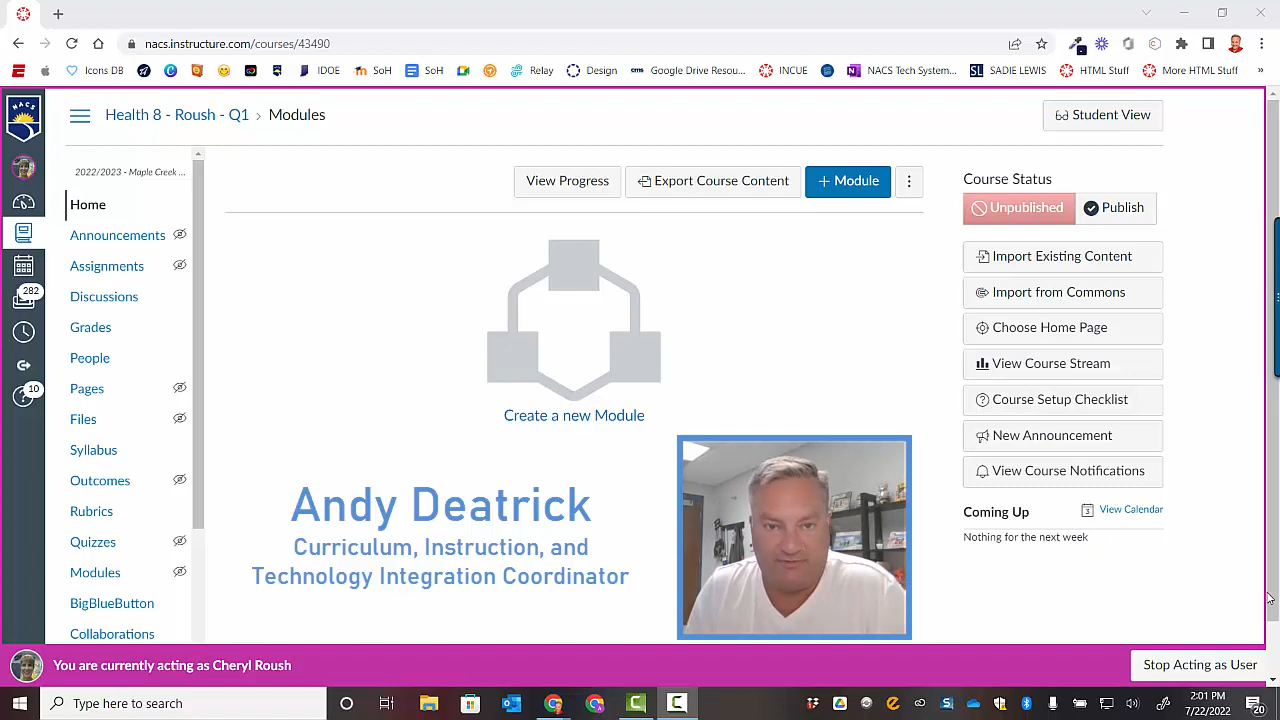 nacs.instructure.com/courses/43490
Icons DB
IDOE
SoH
SoH
Relay
Design
cms
Google Drive Resou...
INCUE
NACS Tech System...
SL
SADIE LEWIS
HTML Stuff
More HTML Stuff
»
NACS
Health 8 - Roush - Q1 › Modules
Student View
2022/2023 - Maple Creek ...
View Progress
Export Course Content
+ Module
Course Status
Unpublished
Publish
Home
Announcements
Assignments
Discussions
Grades
People
Pages
Files
Syllabus
Outcomes
Rubrics
Quizzes
Modules
BigBlueButton
Collaborations
282
10
Create a new Module
Andy Deatrick
Curriculum, Instruction, and
Technology Integration Coordinator
Import Existing Content
Import from Commons
Choose Home Page
View Course Stream
Course Setup Checklist
New Announcement
View Course Notifications
Coming Up
View Calendar
Nothing for the next week
You are currently acting as Cheryl Roush
Stop Acting as User
Type here to search
2:01 PM
7/22/2022
20